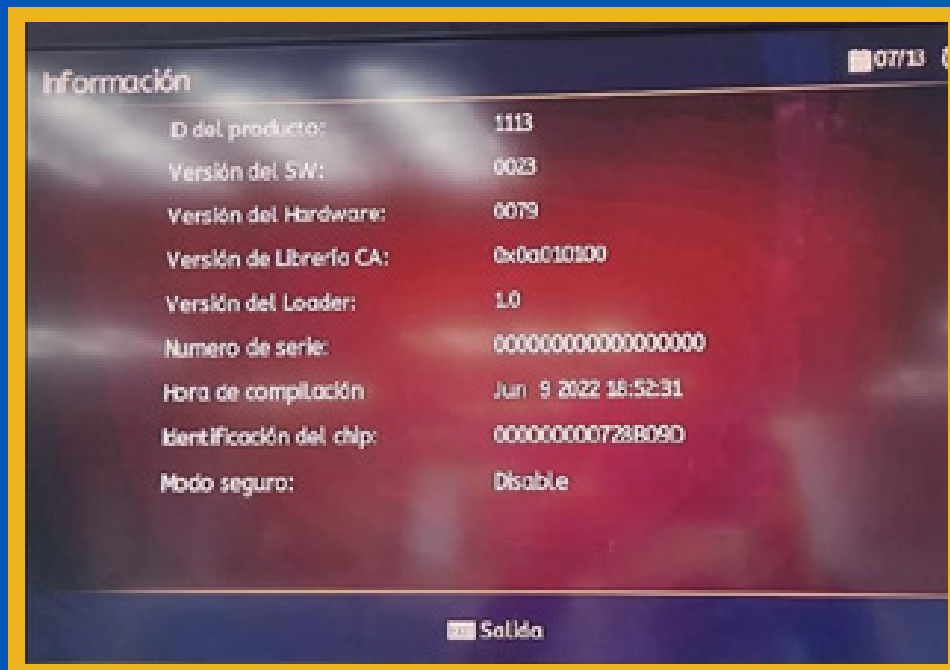 Información
07/13
ID del producto: 1113
Versión del SW: 0023
Versión del Hardware: 0079
Versión de Librería CA: 0x0a010100
Versión del Loader: 1.0
Numero de serie:
Hora de compilación Jun 9 2022 18:52:31
Identificación del chip:
Modo seguro: Disable
Salida